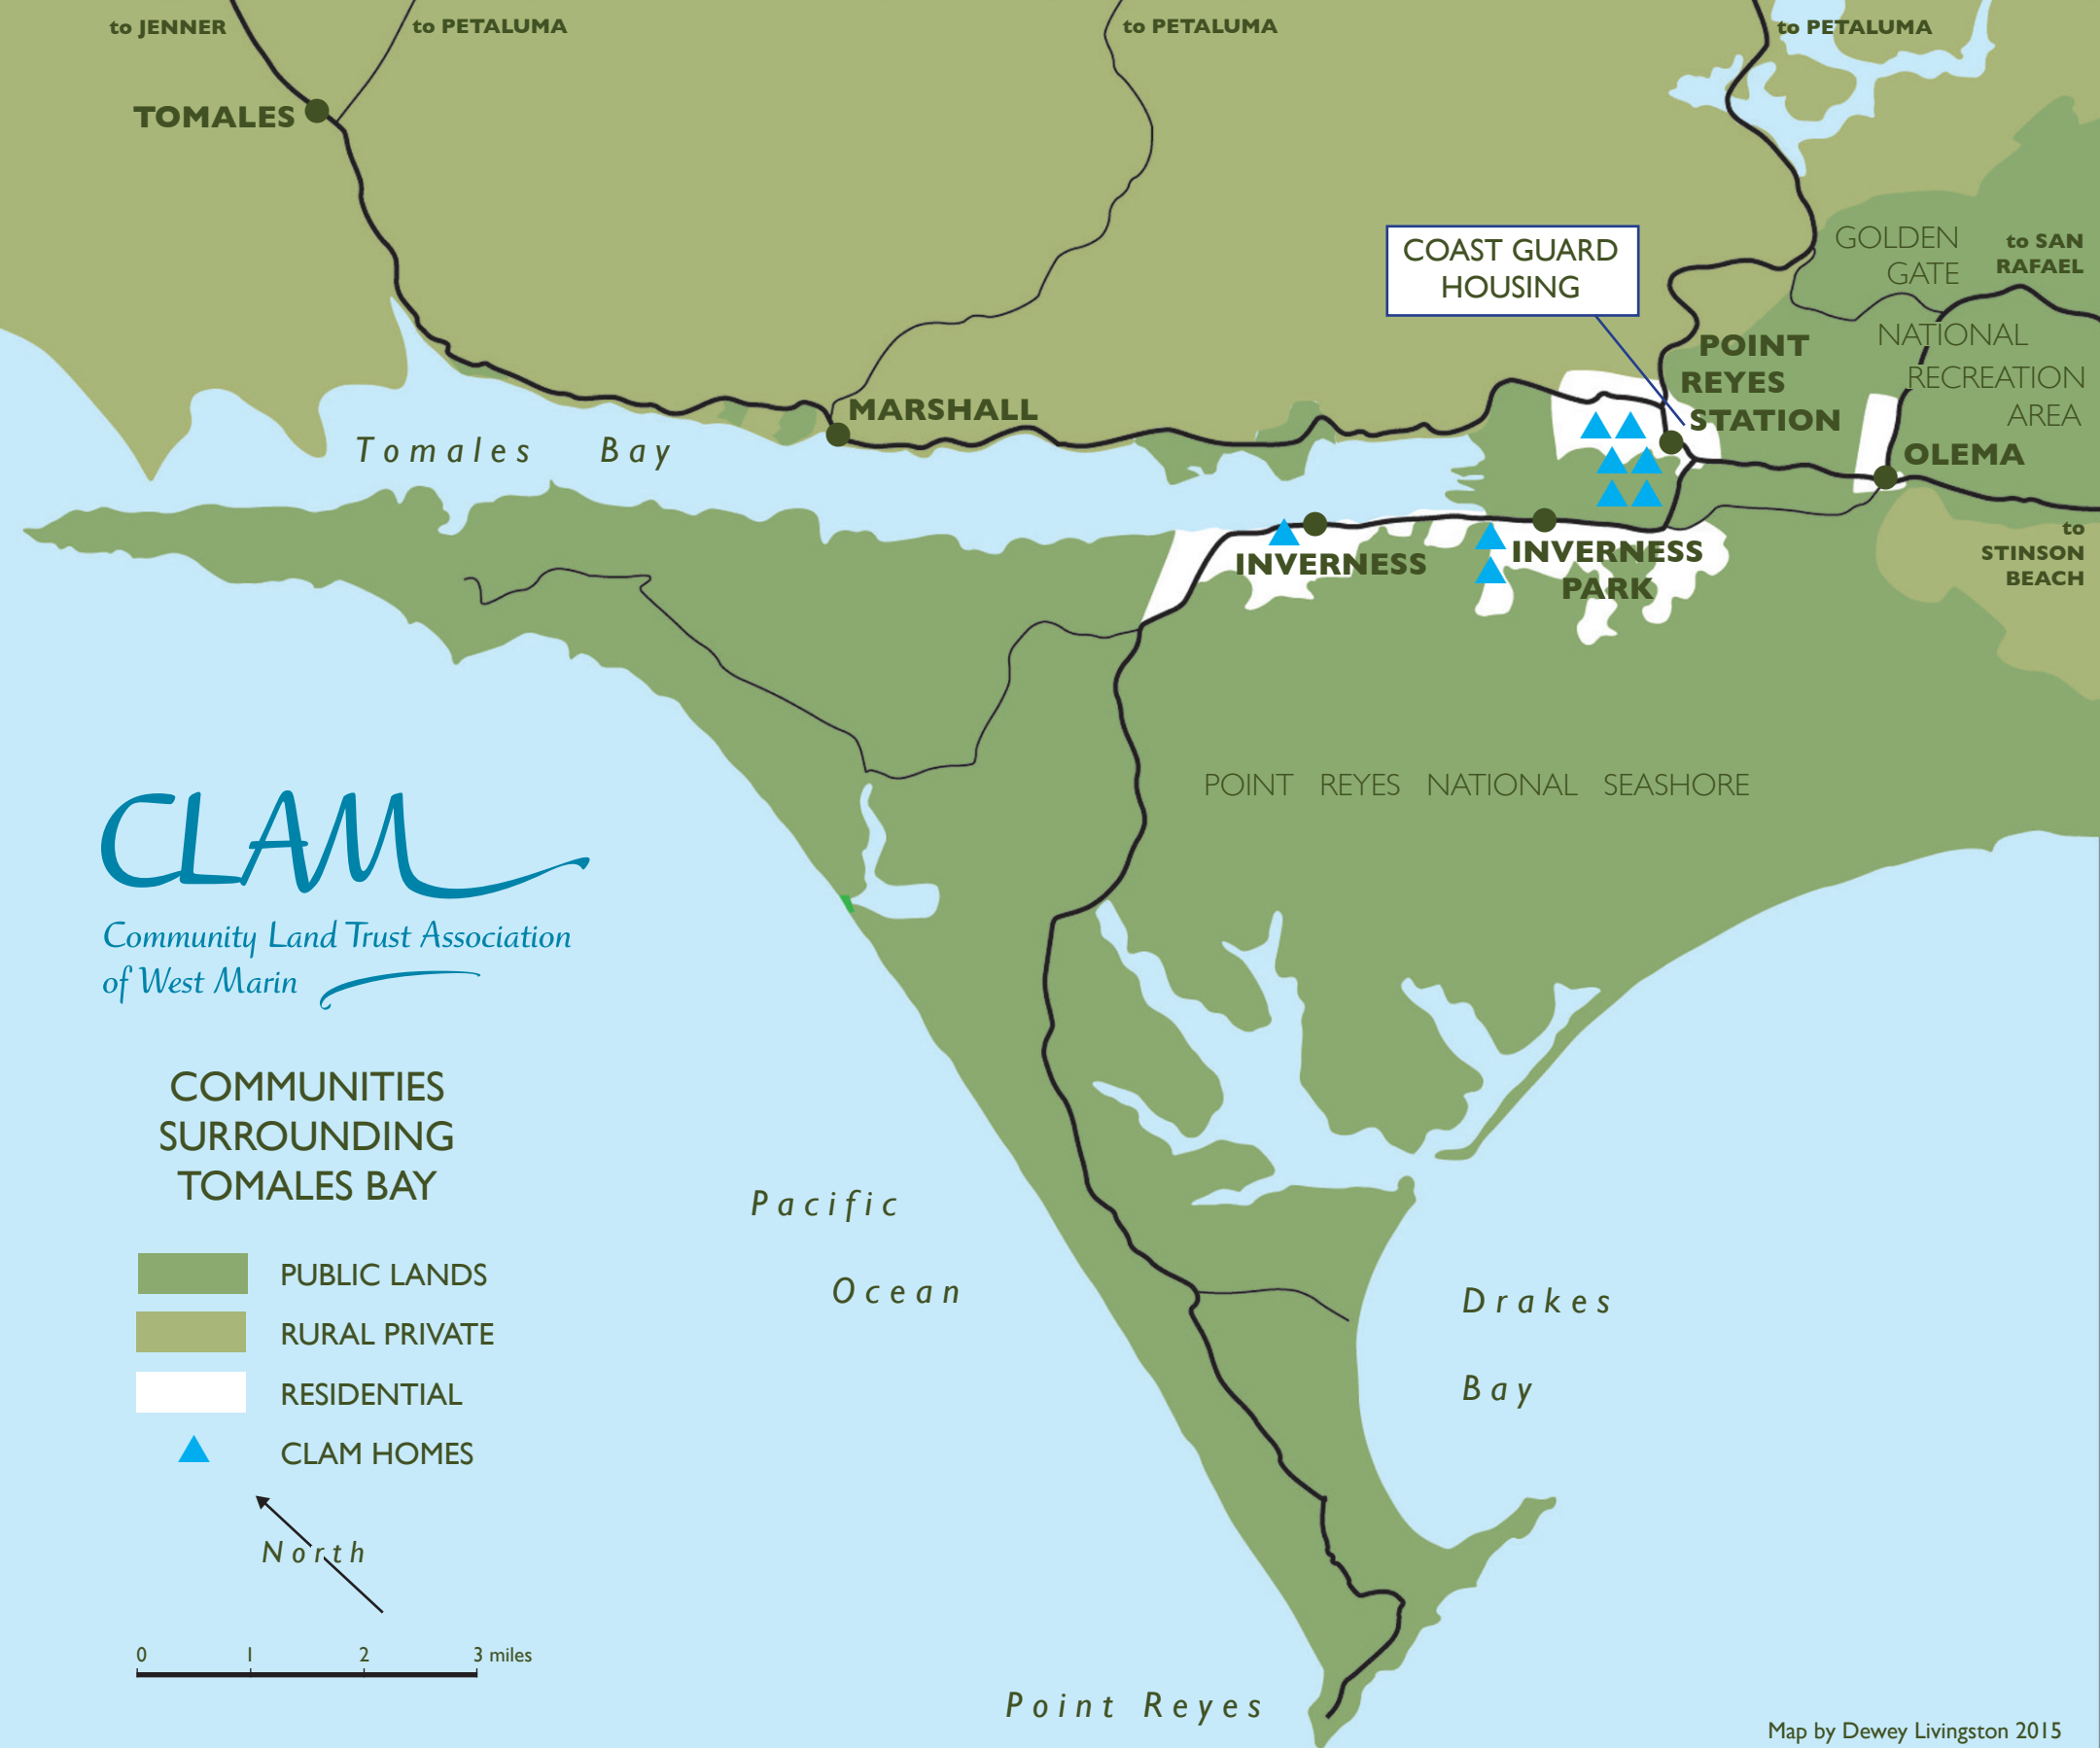 to JENNER
to PETALUMA
to PETALUMA
to PETALUMA
TOMALES
COAST GUARD
HOUSING
GOLDEN
GATE
to SAN
RAFAEL
NATIONAL
RECREATION
AREA
POINT
REYES
STATION
MARSHALL
Tomales Bay
OLEMA
to
STINSON
BEACH
INVERNESS
INVERNESS
PARK
POINT REYES NATIONAL SEASHORE
CLAM
Community Land Trust Association
of West Marin
COMMUNITIES
SURROUNDING
TOMALES BAY
PUBLIC LANDS
RURAL PRIVATE
RESIDENTIAL
CLAM HOMES
North
0 1 2 3 miles
Pacific
Ocean
Drakes
Bay
Point Reyes
Map by Dewey Livingston 2015